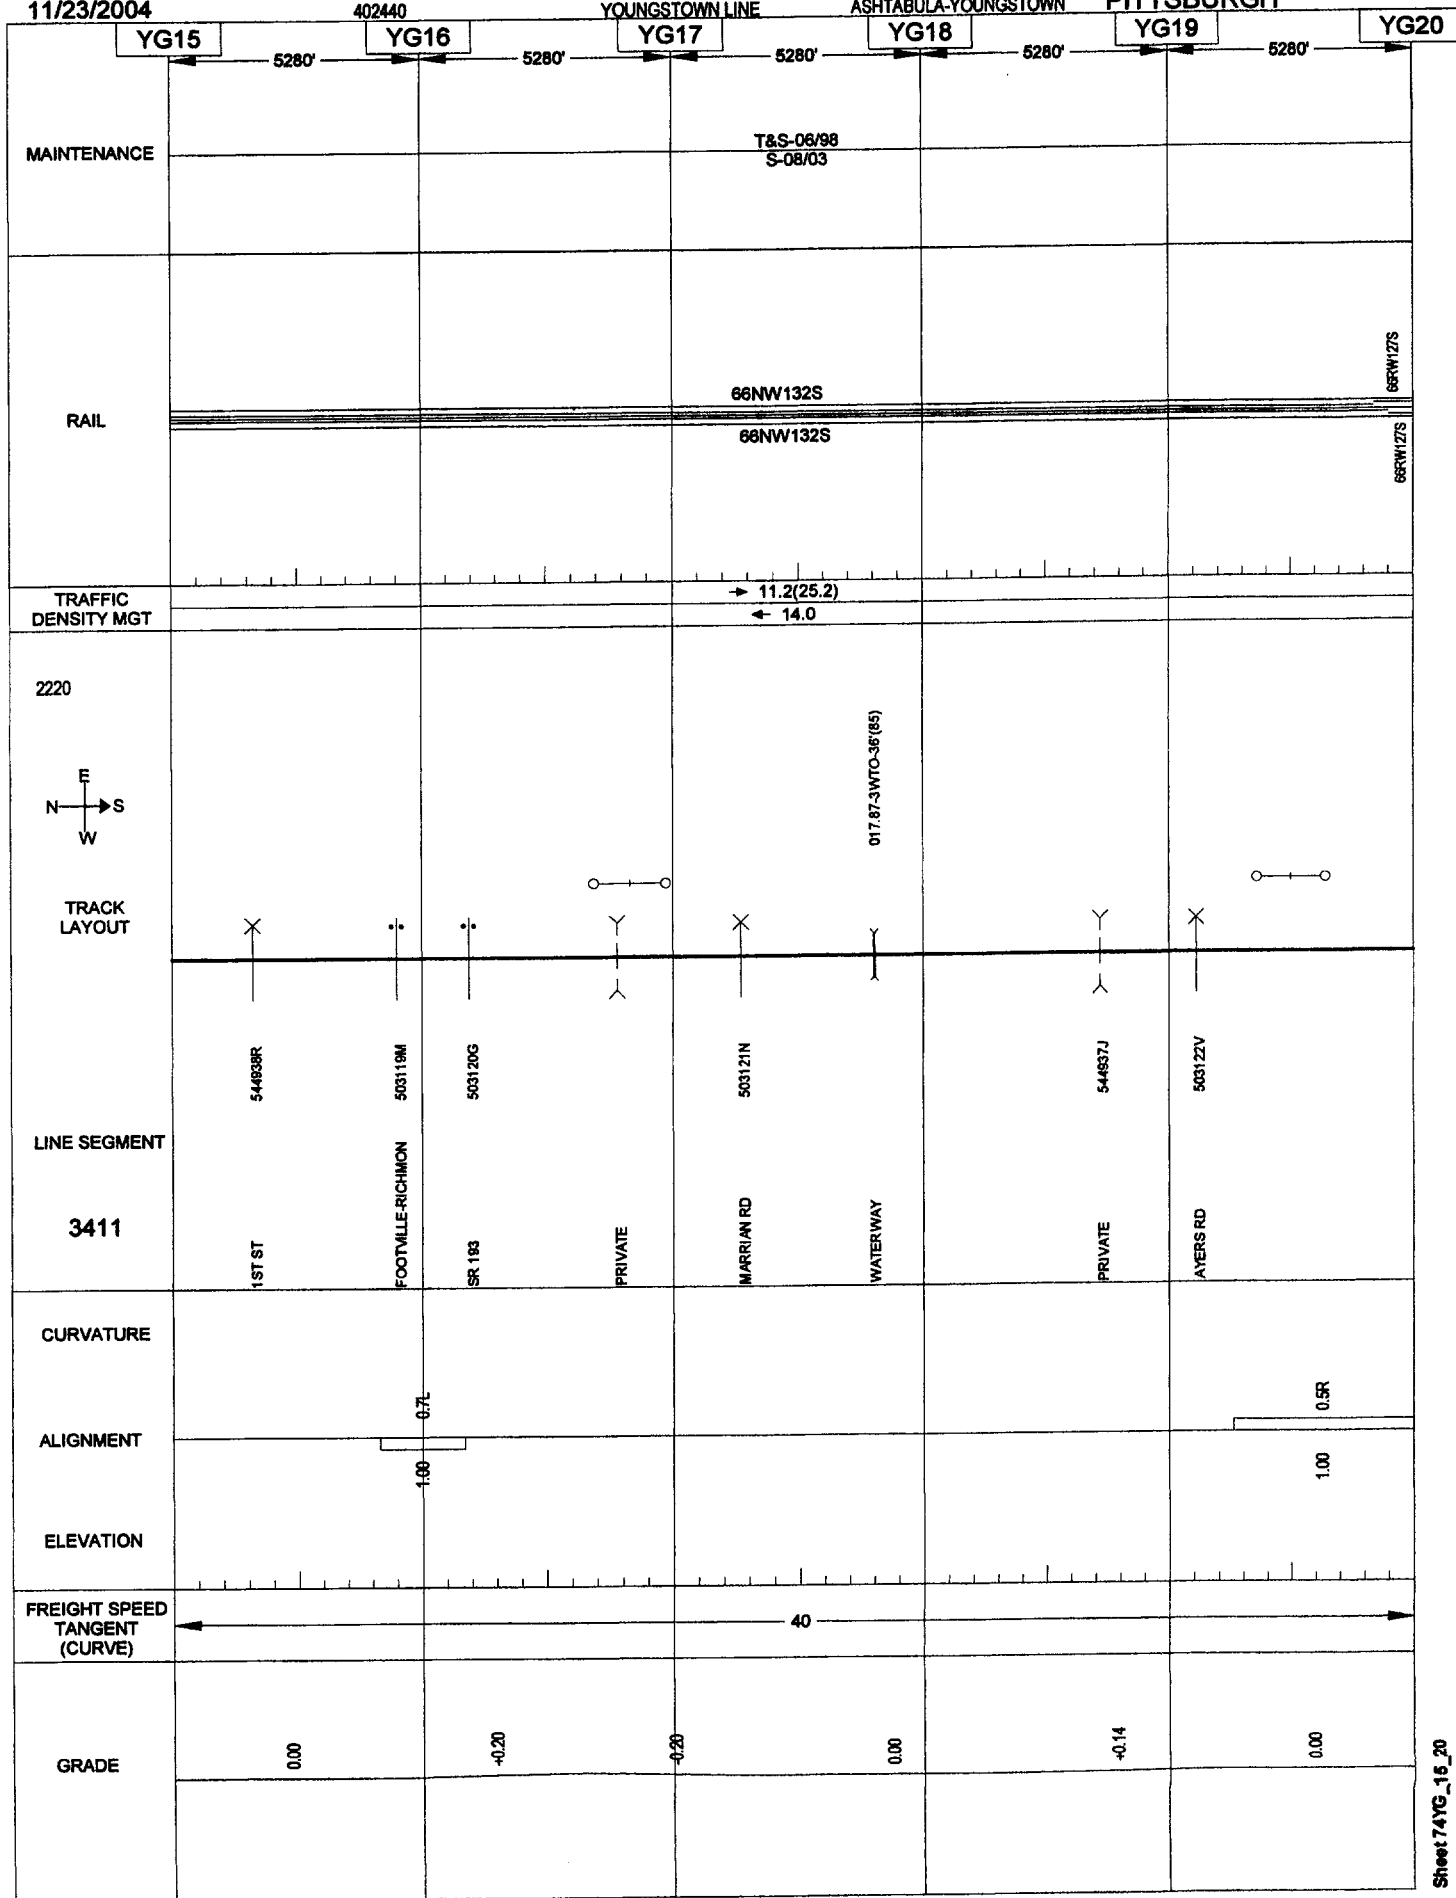 11/23/2004 402440 YOUNGSTOWN LINE ASHTABULA-YOUNGSTOWN PITTSBURGH
YG15 YG16 YG17 YG18 YG19 YG20
5280' 5280' 5280' 5280' 5280'
MAINTENANCE
T&S-06/98
S-08/03
RAIL
66NW132S
66NW132S
66RW127S
66RW127S
TRAFFIC
DENSITY MGT
11.2(25.2)
14.0
2220
E
N S
W
017.87-3WTO-36'(85)
TRACK
LAYOUT
544938R
503119M
503120G
503121N
544937J
503122V
LINE SEGMENT
3411
1ST ST
FOOTVILLE-RICHMON
SR 193
PRIVATE
MARRIAN RD
WATERWAY
PRIVATE
AYERS RD
CURVATURE
0.7L
0.5R
ALIGNMENT
1.00
1.00
ELEVATION
FREIGHT SPEED
TANGENT
(CURVE)
40
GRADE
0.00
+0.20
-0.20
0.00
+0.14
0.00
Sheet 74YG_15_20